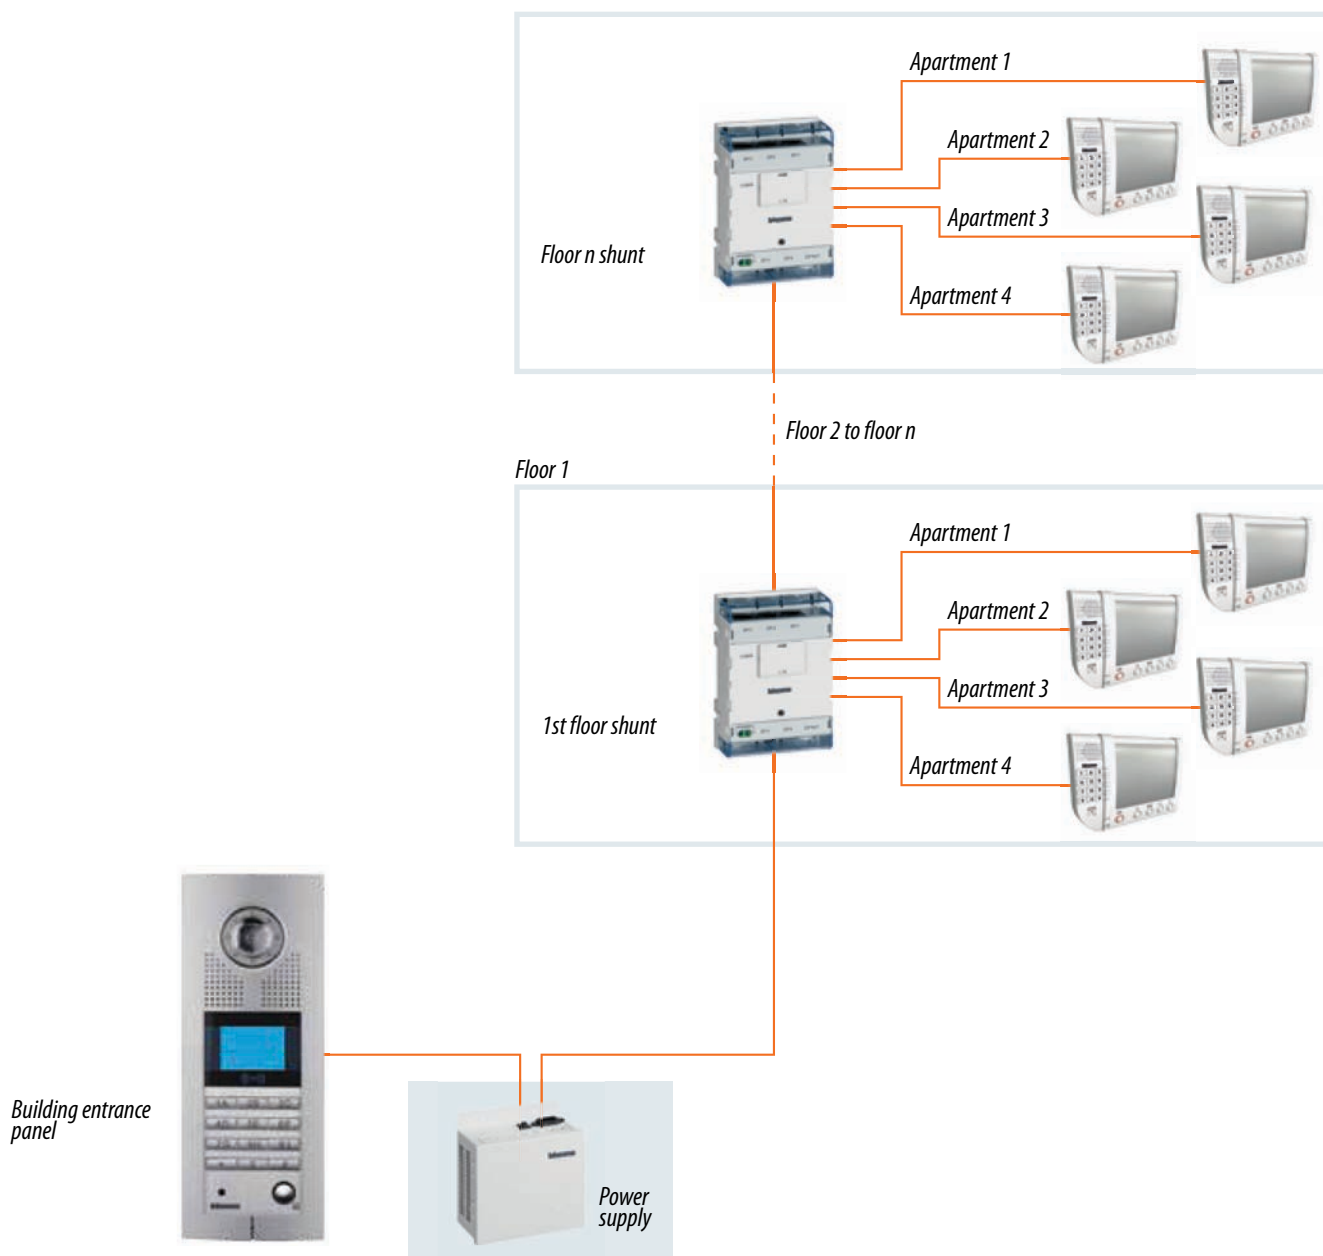 Apartment 1
Apartment 2
Apartment 3
Floor n shunt
Apartment 4
Floor 2 to floor n
Floor 1
Apartment 1
Apartment 2
Apartment 3
1st floor shunt
Apartment 4
Building entrance
panel
Power
supply